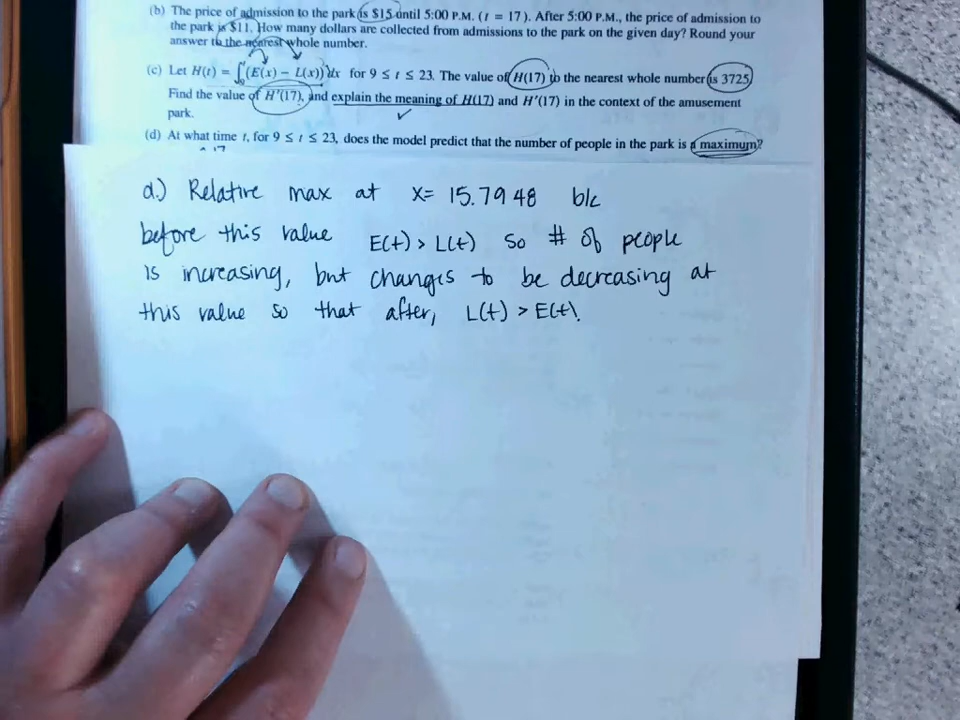 (b) The price of admission to the park is $15 until 5:00 P.M. (t = 17). After 5:00 P.M., the price of admission to
the park is $11. How many dollars are collected from admissions to the park on the given day? Round your
answer to the nearest whole number.
(c) Let H(t) = ∫₉ᵗ (E(x) − L(x)) dx for 9 ≤ t ≤ 23. The value of H(17) to the nearest whole number is 3725.
Find the value of H′(17), and explain the meaning of H(17) and H′(17) in the context of the amusement
park.
(d) At what time t, for 9 ≤ t ≤ 23, does the model predict that the number of people in the park is a maximum?
d.) Relative max at x= 15.7948 b/c
before this value E(t) > L(t) so # of people
is increasing, but changes to be decreasing at
this value so that after, L(t) > E(t).